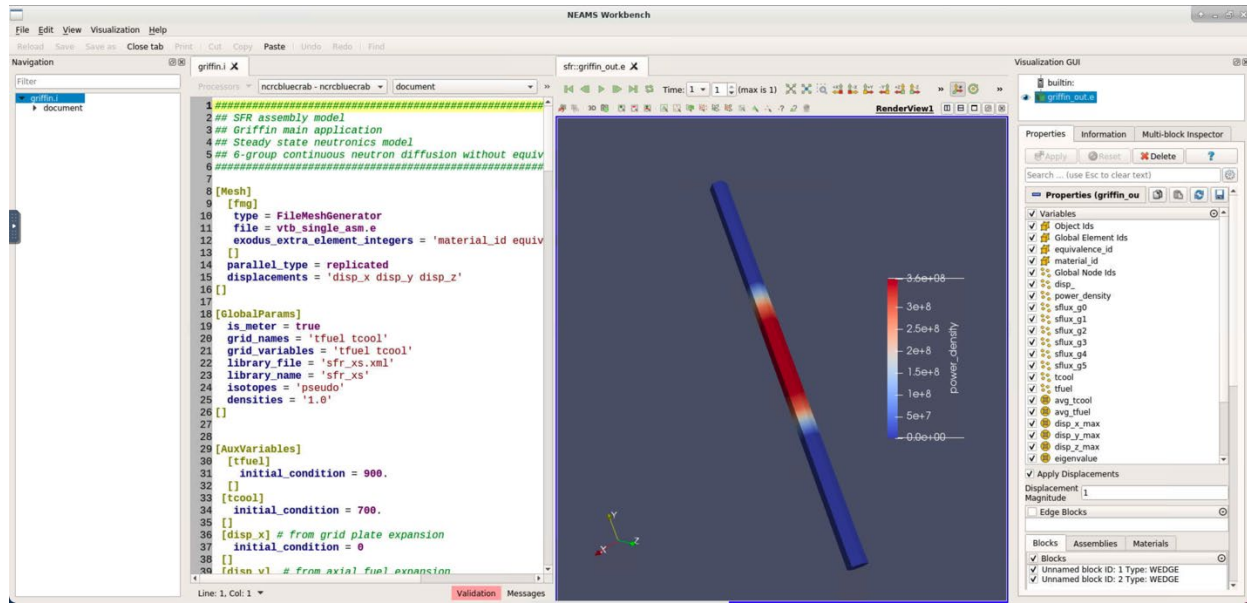 NEAMS Workbench
File Edit View Visualization Help
Reload Save Save as Close tab Print Cut Copy Paste Undo Redo Find
Navigation
Filter
griffin.i
document
griffin.i
Processors ncrcbluecrab - ncrcbluecrab document »
1 ######################################################
2 ## SFR assembly model
3 ## Griffin main application
4 ## Steady state neutronics model
5 ## 6-group continuous neutron diffusion without equiv
6 ######################################################
7
8 [Mesh]
9 [fmg]
10 type = FileMeshGenerator
11 file = vtb_single_asm.e
12 exodus_extra_element_integers = 'material_id equiv
13 []
14 parallel_type = replicated
15 displacements = 'disp_x disp_y disp_z'
16 []
17
18 [GlobalParams]
19 is_meter = true
20 grid_names = 'tfuel tcool'
21 grid_variables = 'tfuel tcool'
22 library_file = 'sfr_xs.xml'
23 library_name = 'sfr_xs'
24 isotopes = 'pseudo'
25 densities = '1.0'
26 []
27
28
29 [AuxVariables]
30 [tfuel]
31 initial_condition = 900.
32 []
33 [tcool]
34 initial_condition = 700.
35 []
36 [disp_x] # from grid plate expansion
37 initial_condition = 0
38 []
39 [disp_y] # from axial fuel expansion
Line: 1, Col: 1
Validation Messages
sfr::griffin_out.e
Time: 1 1 (max is 1) » »
3D RenderView1
3.6e+08
3e+8
2.5e+8
2e+8
1.5e+8
1e+8
5e+7
0.0e+00
power_density
Y
X
Z
Visualization GUI
builtin:
griffin_out.e
Properties Information Multi-block Inspector
Apply Reset Delete ?
Search ... (use Esc to clear text)
Properties (griffin_ou
Variables
Object Ids
Global Element Ids
equivalence_id
material_id
Global Node Ids
disp_
power_density
sflux_g0
sflux_g1
sflux_g2
sflux_g3
sflux_g4
sflux_g5
tcool
tfuel
avg_tcool
avg_tfuel
disp_x_max
disp_y_max
disp_z_max
eigenvalue
Apply Displacements
Displacement Magnitude 1
Edge Blocks
Blocks Assemblies Materials
Blocks
Unnamed block ID: 1 Type: WEDGE
Unnamed block ID: 2 Type: WEDGE